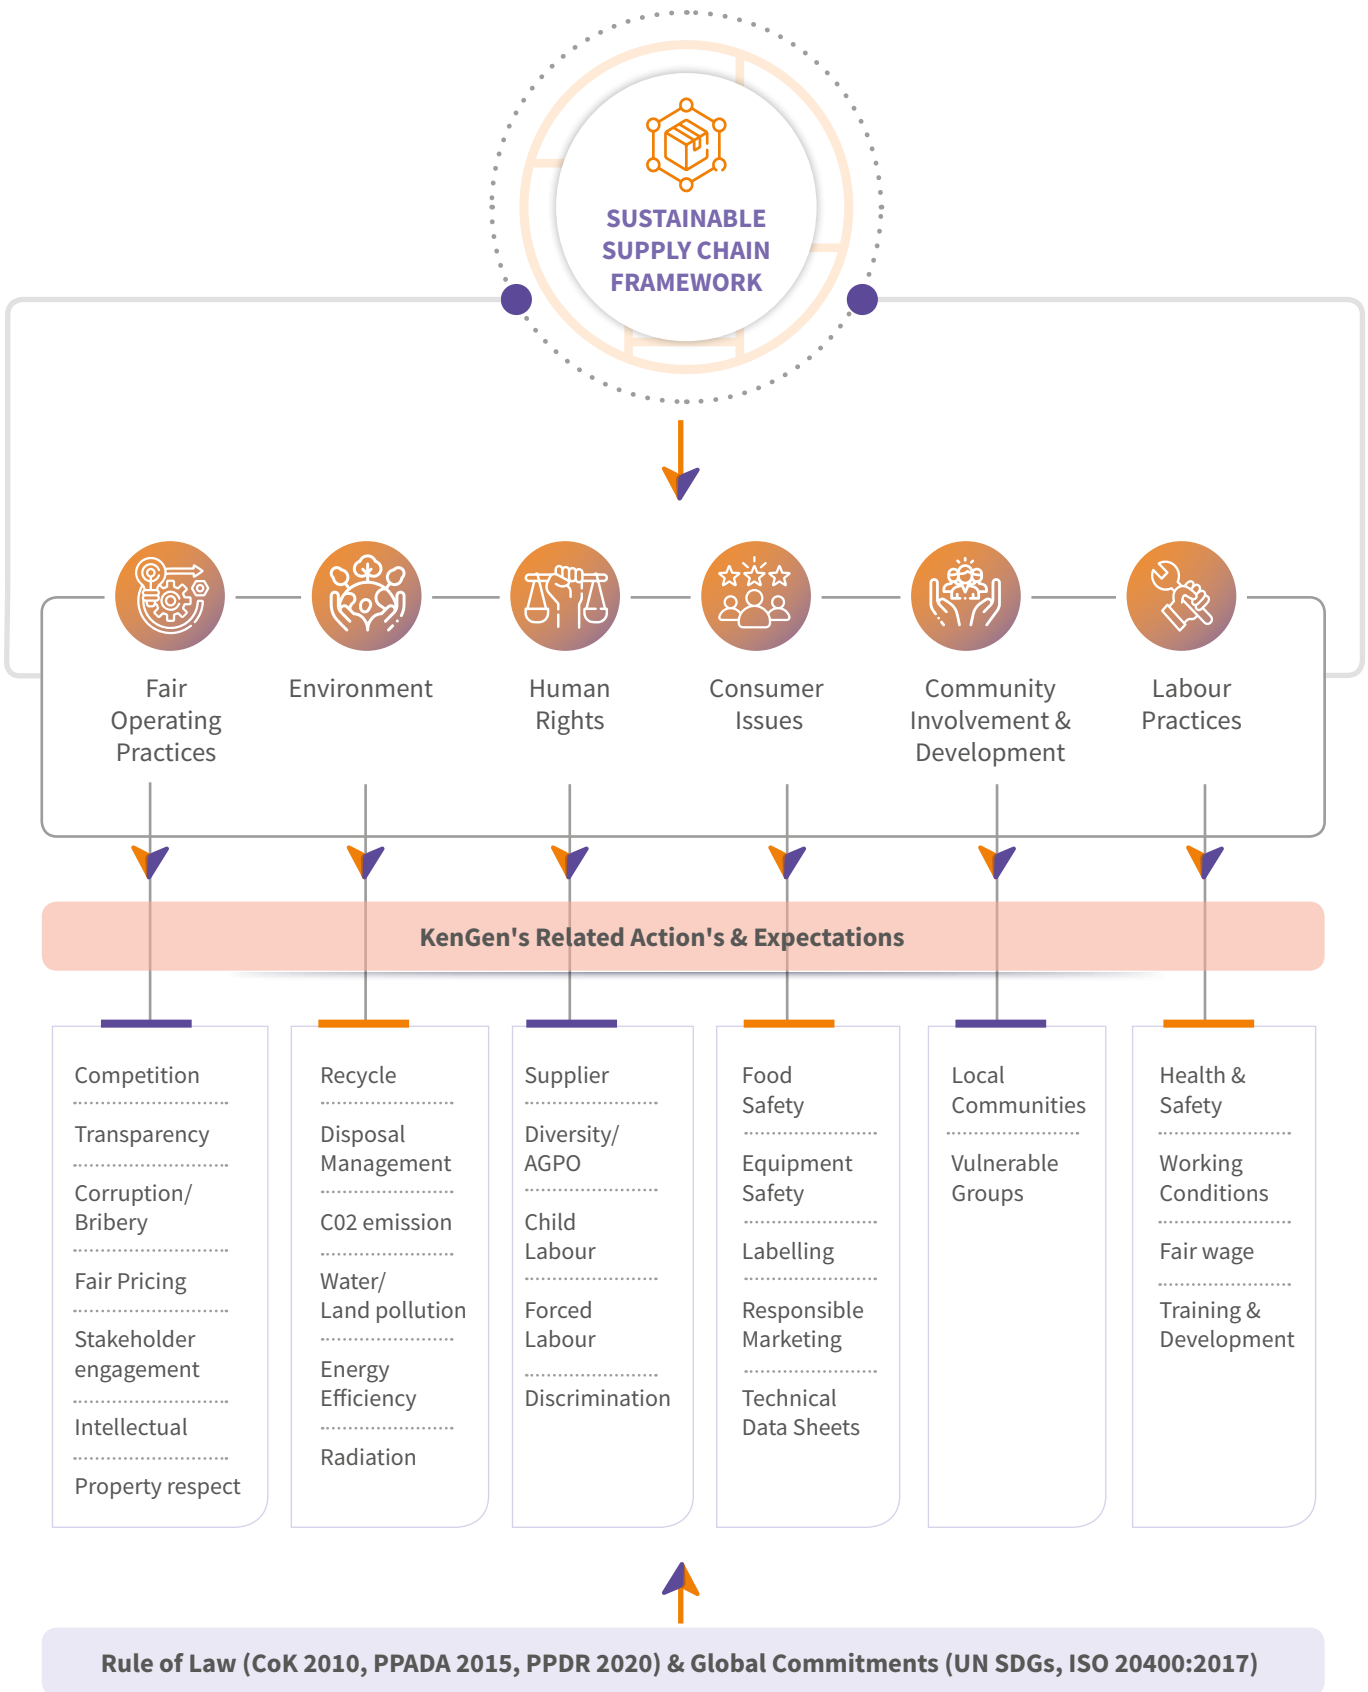 SUSTAINABLE
SUPPLY CHAIN
FRAMEWORK
Fair
Operating
Practices
Environment
Human
Rights
Consumer
Issues
Community
Involvement &
Development
Labour
Practices
KenGen's Related Action's & Expectations
Competition
Transparency
Corruption/
Bribery
Fair Pricing
Stakeholder
engagement
Intellectual
Property respect
Recycle
Disposal
Management
C02 emission
Water/
Land pollution
Energy
Efficiency
Radiation
Supplier
Diversity/
AGPO
Child
Labour
Forced
Labour
Discrimination
Food
Safety
Equipment
Safety
Labelling
Responsible
Marketing
Technical
Data Sheets
Local
Communities
Vulnerable
Groups
Health &
Safety
Working
Conditions
Fair wage
Training &
Development
Rule of Law (CoK 2010, PPADA 2015, PPDR 2020) & Global Commitments (UN SDGs, ISO 20400:2017)